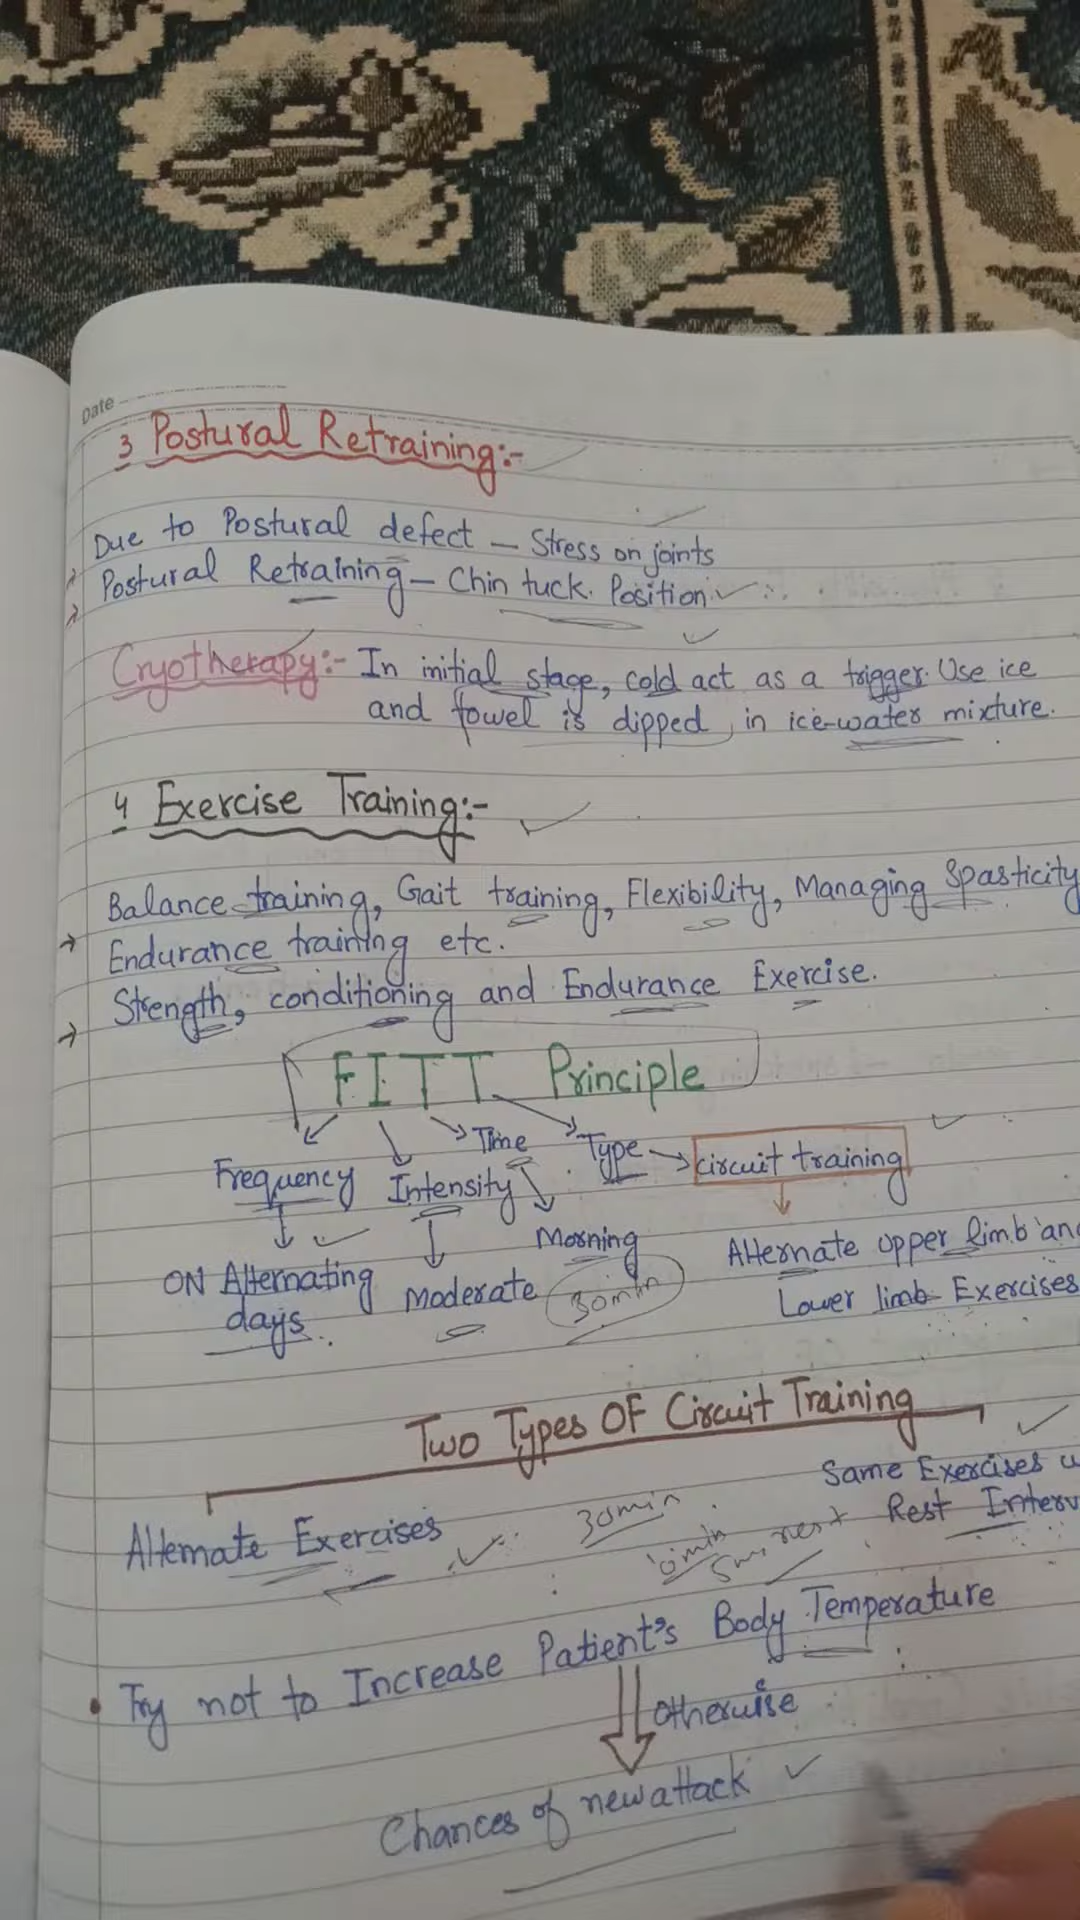 Date
3 Postural Retraining:-
Due to Postural defect - Stress on joints
Postural Retraining - Chin tuck. Position
Cryotherapy:- In initial stage, cold act as a trigger. Use ice
and towel is dipped in ice-water mixture.
4 Exercise Training:-
Balance training, Gait training, Flexibility, Managing Spasticity
Endurance training etc.
Strength, conditioning and Endurance Exercise.
FITT Principle
Frequency Intensity Time Type → circuit training
ON Alternating days Moderate Morning 30min Alternate upper limb and
Lower limb Exercises
Two Types OF Circuit Training
Alternate Exercises 30min Same Exercises
rest Rest
• Try not to Increase Patient's Body Temperature
Otherwise
Chances of new attack